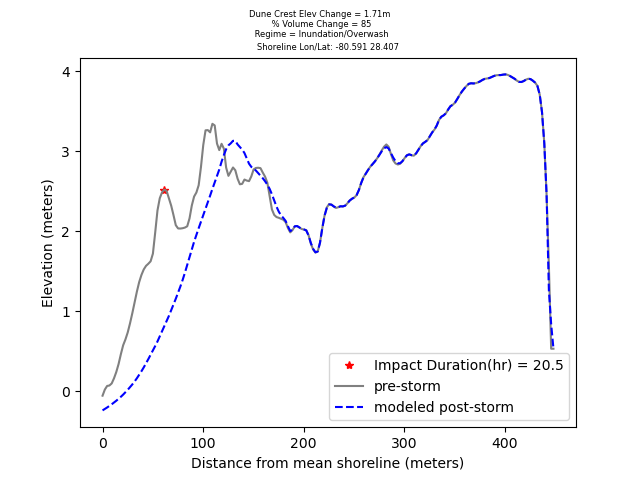 Dune Crest Elev Change = 1.71m
% Volume Change = 85
Regime = Inundation/Overwash
Shoreline Lon/Lat: -80.591 28.407
4
3
2
1
0
Elevation (meters)
Impact Duration(hr) = 20.5
pre-storm
modeled post-storm
0 100 200 300 400
Distance from mean shoreline (meters)